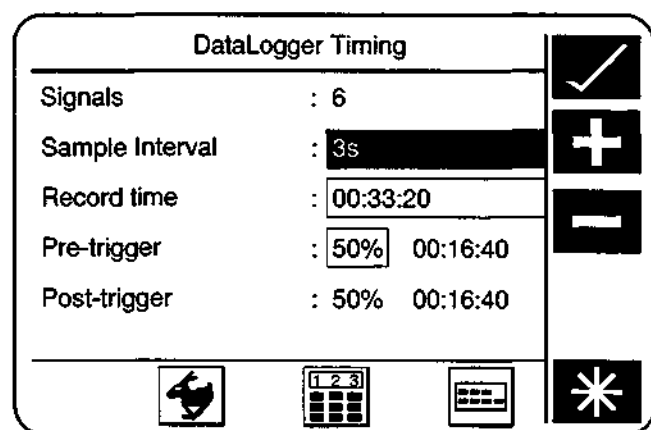 DataLogger Timing
Signals : 6
Sample Interval : 3s
Record time : 00:33:20
Pre-trigger : 50% 00:16:40
Post-trigger : 50% 00:16:40
1 2 3